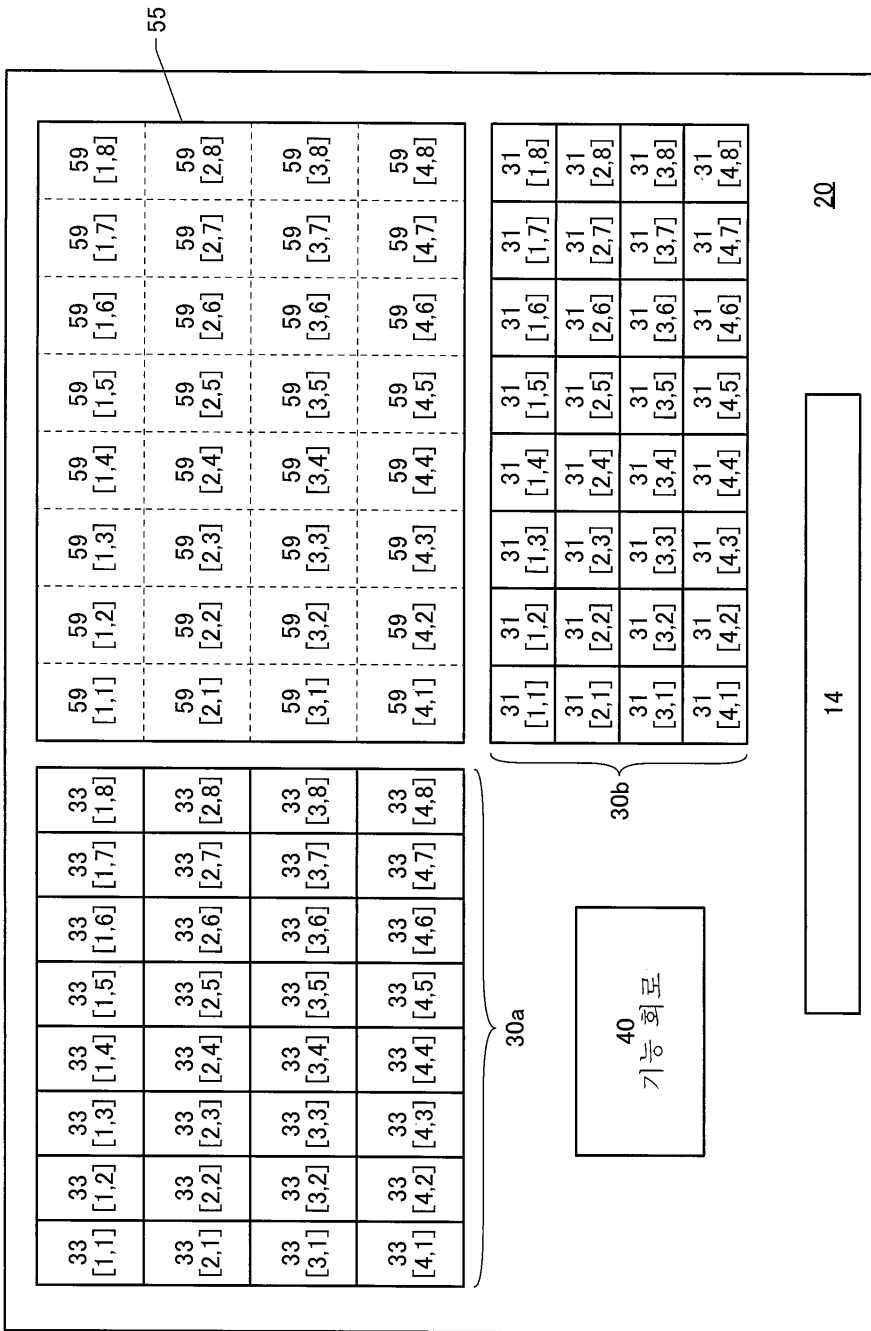 33 33 33 33 33 33 33 33 59 59 59 59 59 59 59 59
[1,1] [1,2] [1,3] [1,4] [1,5] [1,6] [1,7] [1,8] [1,1] [1,2] [1,3] [1,4] [1,5] [1,6] [1,7] [1,8]
55
33 33 33 33 33 33 33 33 59 59 59 59 59 59 59 59
[2,1] [2,2] [2,3] [2,4] [2,5] [2,6] [2,7] [2,8] [2,1] [2,2] [2,3] [2,4] [2,5] [2,6] [2,7] [2,8]
33 33 33 33 33 33 33 33 59 59 59 59 59 59 59 59
[3,1] [3,2] [3,3] [3,4] [3,5] [3,6] [3,7] [3,8] [3,1] [3,2] [3,3] [3,4] [3,5] [3,6] [3,7] [3,8]
33 33 33 33 33 33 33 33 59 59 59 59 59 59 59 59
[4,1] [4,2] [4,3] [4,4] [4,5] [4,6] [4,7] [4,8] [4,1] [4,2] [4,3] [4,4] [4,5] [4,6] [4,7] [4,8]
30a
31 31 31 31 31 31 31 31
[1,1] [1,2] [1,3] [1,4] [1,5] [1,6] [1,7] [1,8]
31 31 31 31 31 31 31 31
[2,1] [2,2] [2,3] [2,4] [2,5] [2,6] [2,7] [2,8]
31 31 31 31 31 31 31 31
[3,1] [3,2] [3,3] [3,4] [3,5] [3,6] [3,7] [3,8]
31 31 31 31 31 31 31 31
[4,1] [4,2] [4,3] [4,4] [4,5] [4,6] [4,7] [4,8]
30b
40
기능 회로
14
20